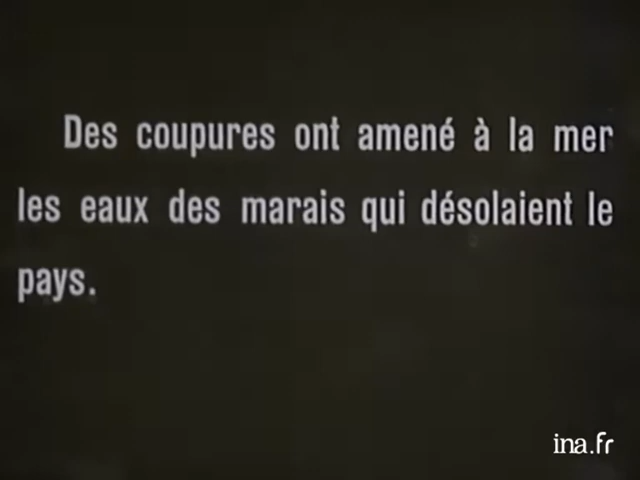 Des coupures ont amené à la mer
les eaux des marais qui désolaient le
pays.
ina.fr